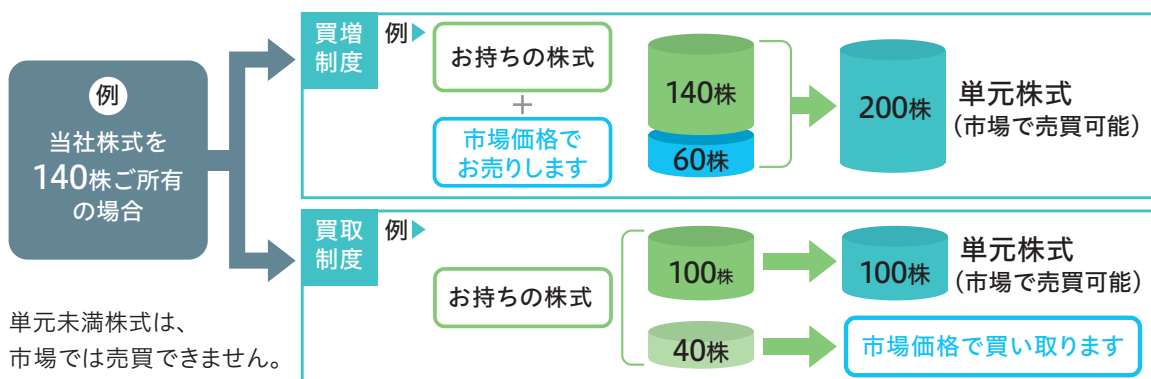 例
当社株式を
140株ご所有
の場合
単元未満株式は、
市場では売買できません。
買増
制度
例
お持ちの株式
+
市場価格で
お売りします
140株
60株
200株
単元株式
(市場で売買可能)
買取
制度
例
お持ちの株式
100株
100株
単元株式
(市場で売買可能)
40株
市場価格で買い取ります